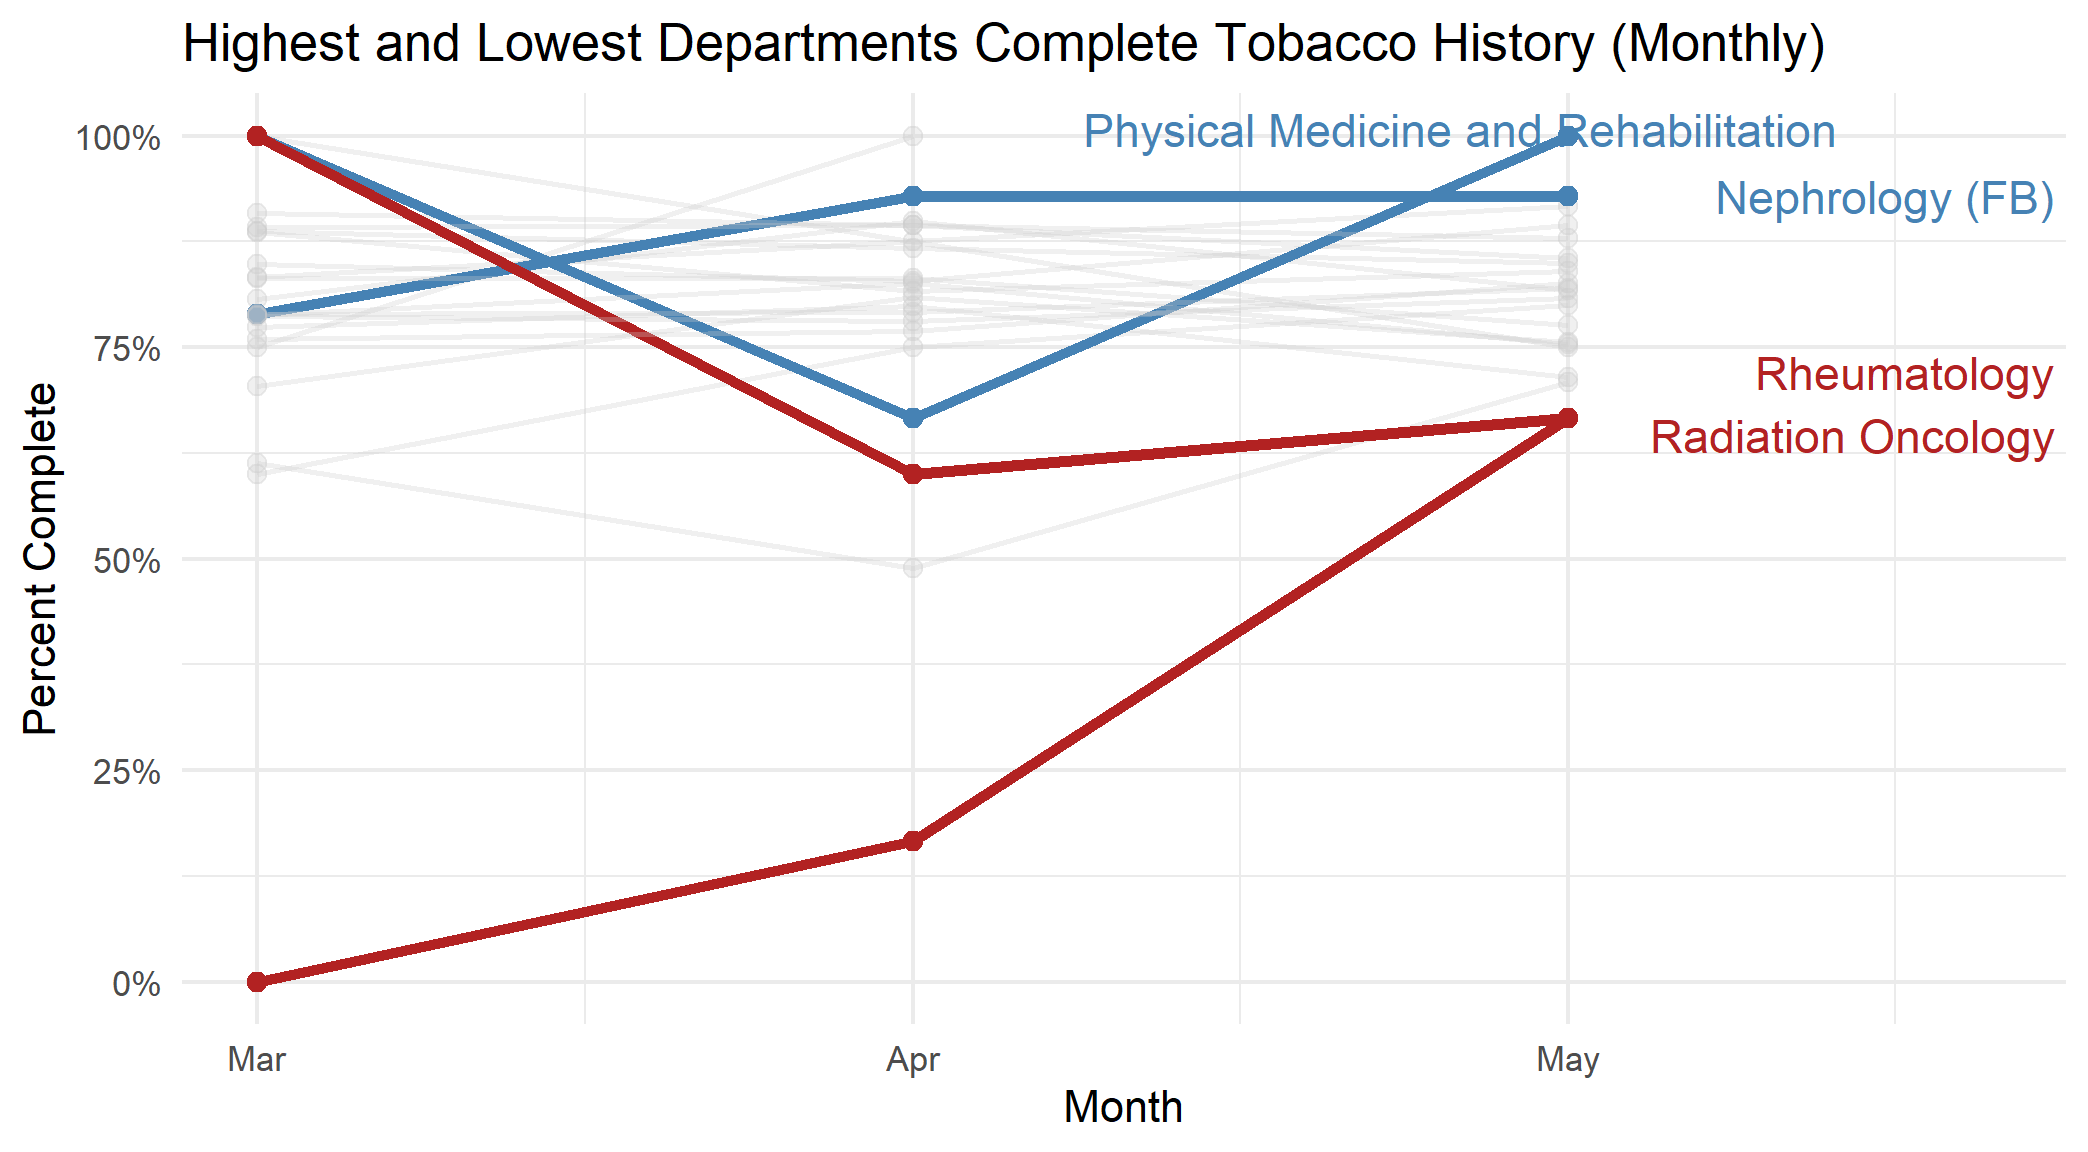 Highest and Lowest Departments Complete Tobacco History (Monthly)
100%
75%
50%
25%
0%
Percent Complete
Physical Medicine and Rehabilitation
Nephrology (FB)
Rheumatology
Radiation Oncology
Mar
Apr
May
Month